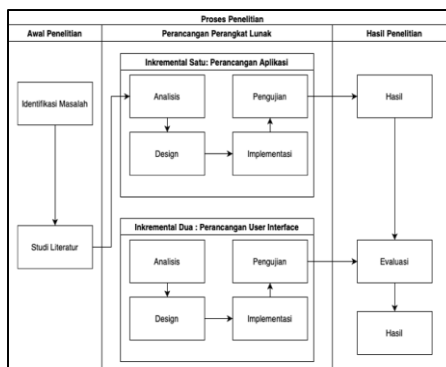 Proses Penelitian
Awal Penelitian
Perancangan Perangkat Lunak
Hasil Penelitian
Inkremental Satu: Perancangan Aplikasi
Identifikasi Masalah
Analisis
Pengujian
Hasil
Design
Implementasi
Inkremental Dua : Perancangan User Interface
Studi Literatur
Analisis
Pengujian
Evaluasi
Design
Implementasi
Hasil